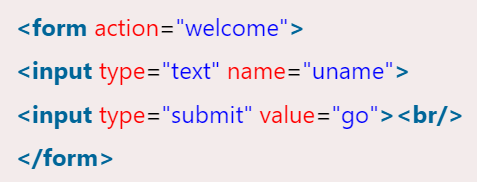 <form action="welcome">
<input type="text" name="uname">
<input type="submit" value="go"><br/>
</form>